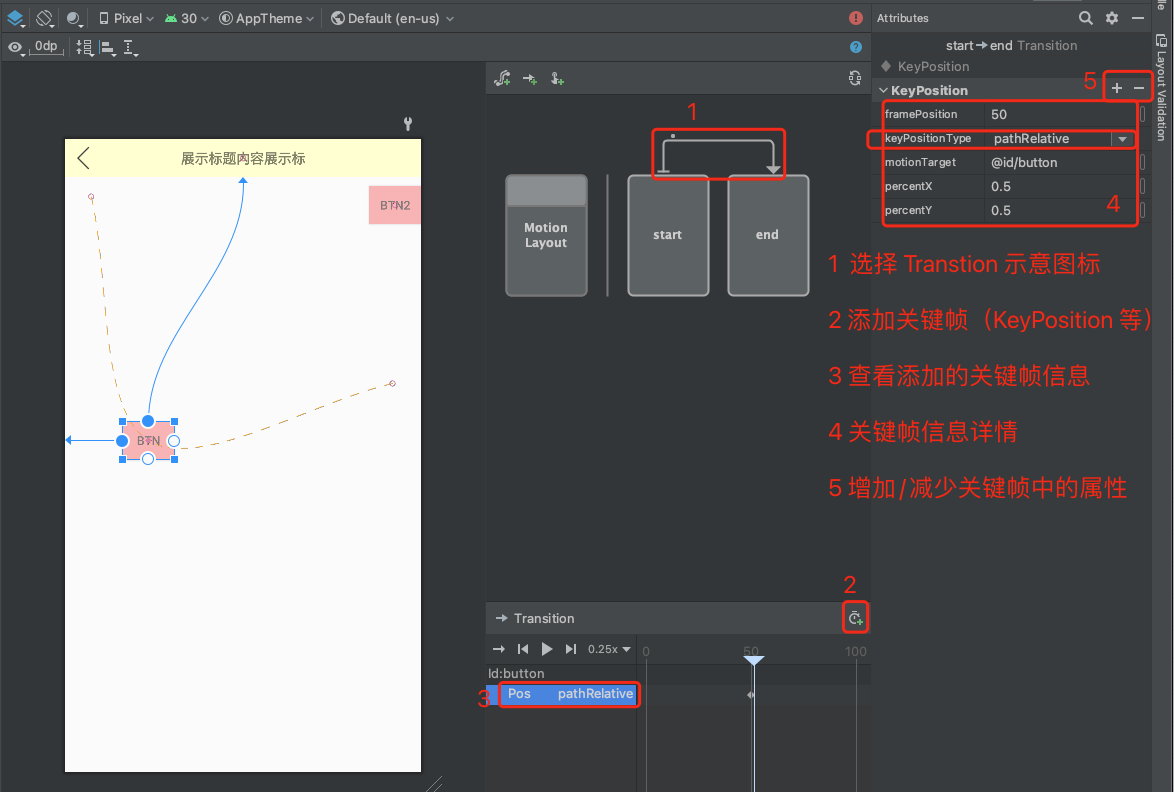 Pixel 30 AppTheme Default (en-us)
Attributes
0dp
start end Transition
KeyPosition
KeyPosition
5
framePosition 50
keyPositionType pathRelative
motionTarget @id/button
percentX 0.5
percentY 0.5
4
Layout Validation
1
展示标题内容展示标
BTN2
Motion
Layout
start
end
BTN
1 选择 Transtion 示意图标
2 添加关键帧（KeyPosition 等）
3 查看添加的关键帧信息
4 关键帧信息详情
5 增加/减少关键帧中的属性
2
Transition
0.25x
0 50 100
Id:button
3
Pos pathRelative